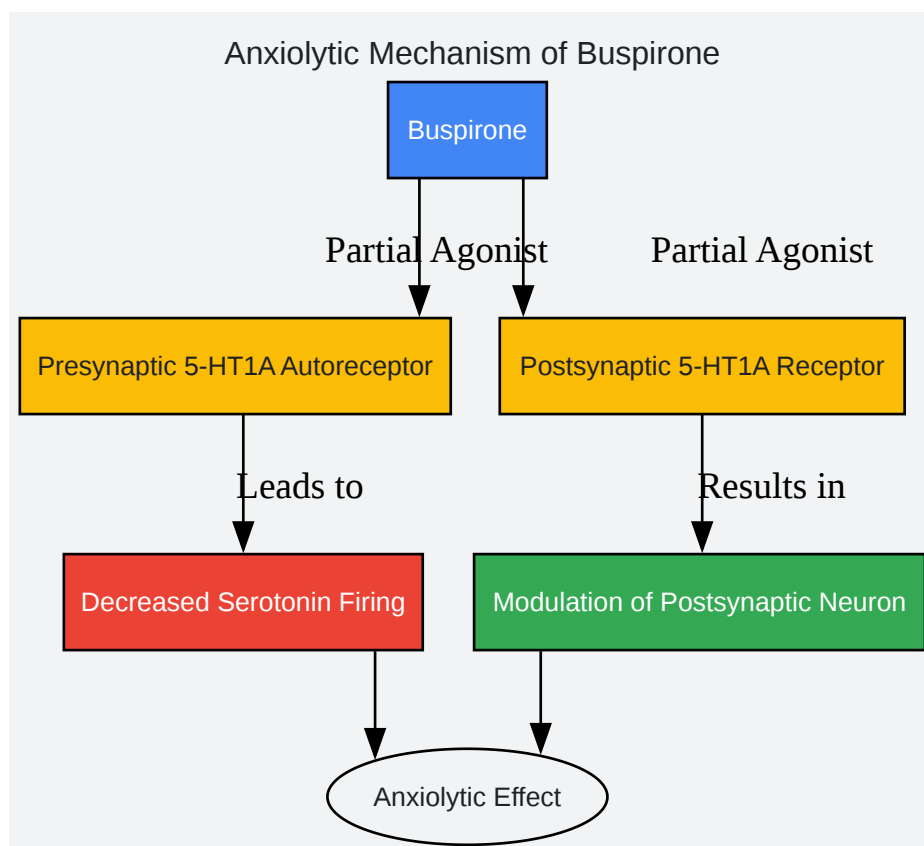 Anxiolytic Mechanism of Buspirone
Buspirone
Partial Agonist
Partial Agonist
Presynaptic 5-HT1A Autoreceptor
Postsynaptic 5-HT1A Receptor
Leads to
Results in
Decreased Serotonin Firing
Modulation of Postsynaptic Neuron
Anxiolytic Effect